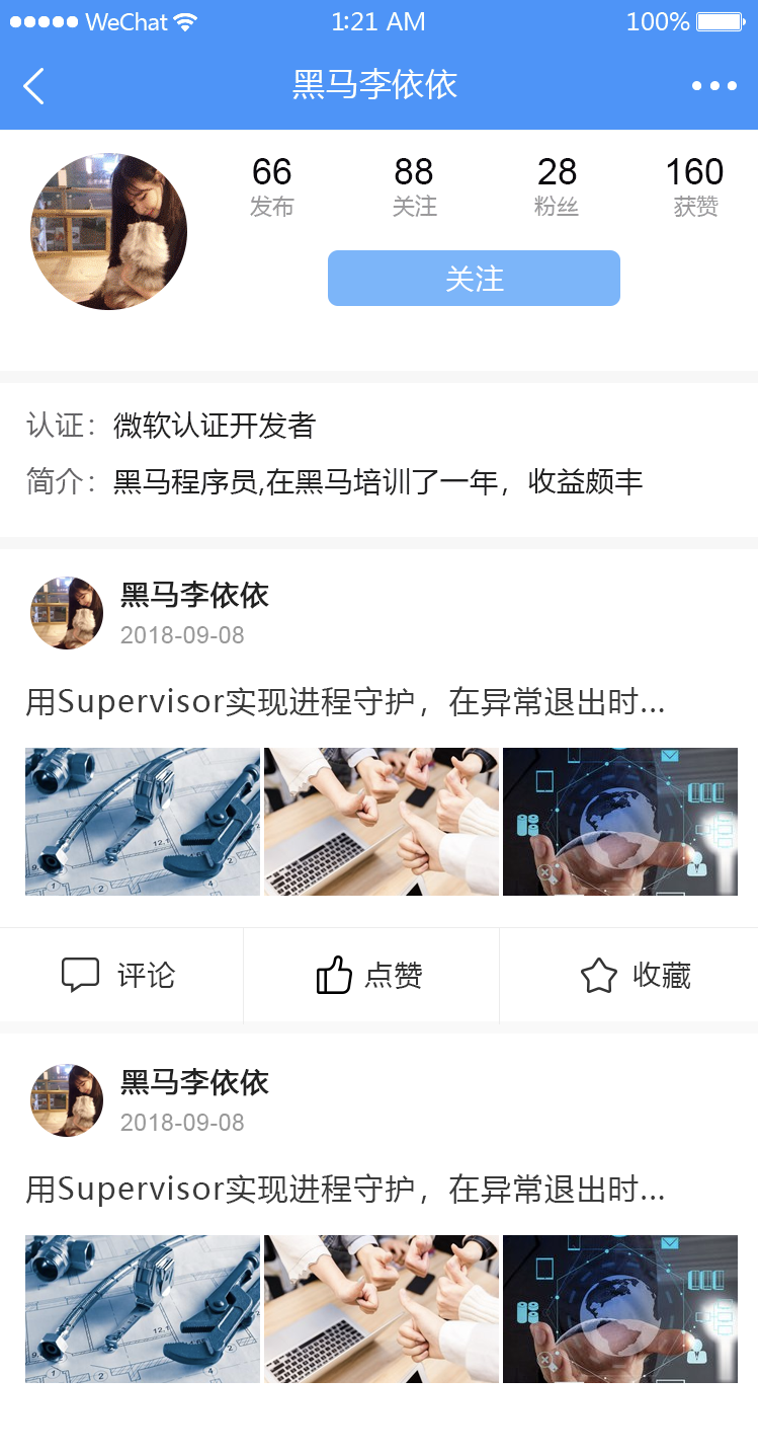 WeChat 1:21 AM 100%
黑马李依依
66 88 28 160
发布 关注 粉丝 获赞
关注
认证：微软认证开发者
简介：黑马程序员,在黑马培训了一年，收益颇丰
黑马李依依
2018-09-08
用Supervisor实现进程守护，在异常退出时...
评论 点赞 收藏
黑马李依依
2018-09-08
用Supervisor实现进程守护，在异常退出时...